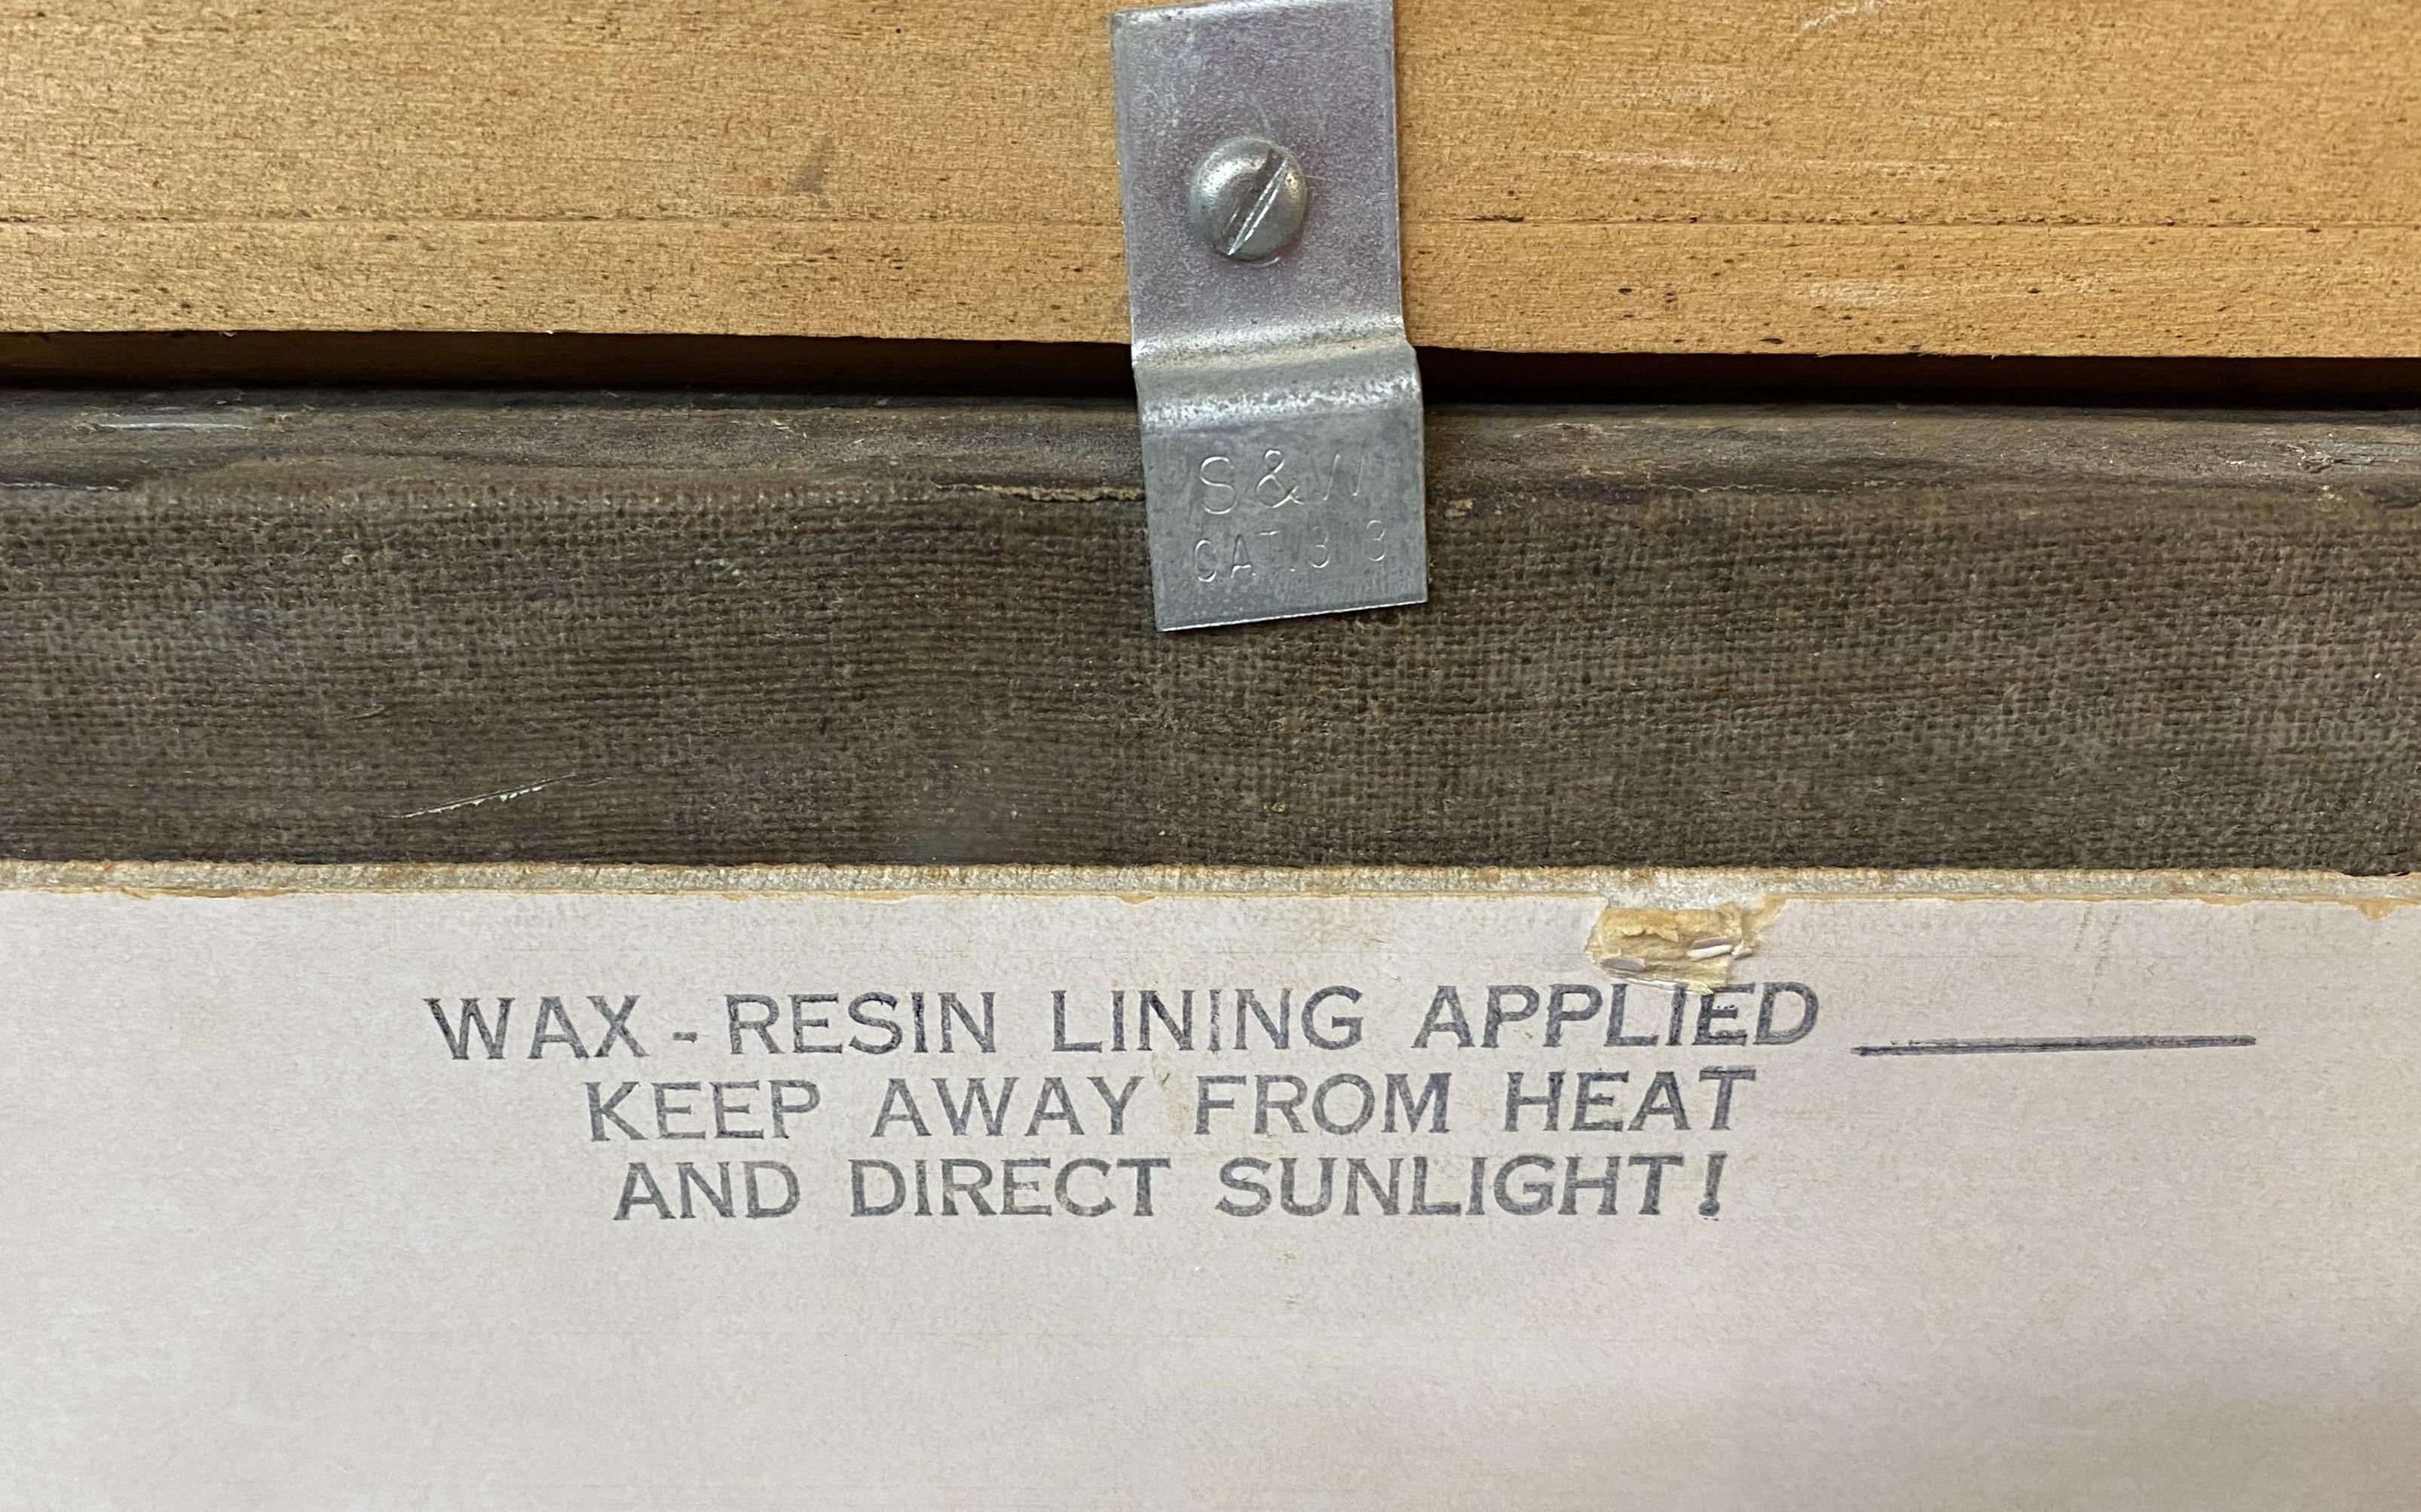 S&W
CAT 313
WAX-RESIN LINING APPLIED
KEEP AWAY FROM HEAT
AND DIRECT SUNLIGHT!